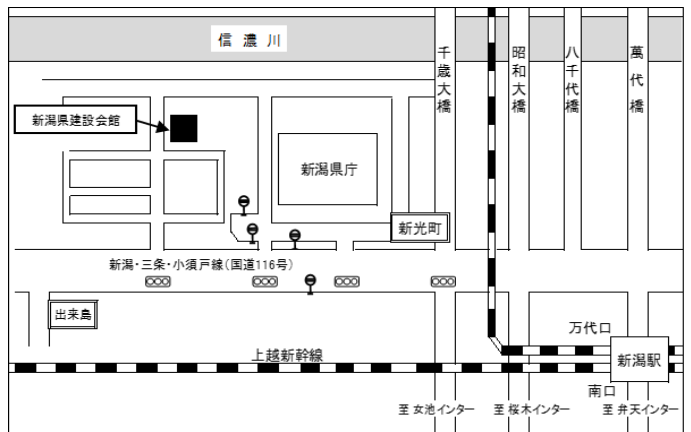 信濃川
千歳大橋
昭和大橋
八千代橋
萬代橋
新潟県建設会館
新潟県庁
新光町
新潟・三条・小須戸線(国道116号)
出来島
万代口
上越新幹線
新潟駅
南口
至 女池インター
至 桜木インター
至 弁天インター